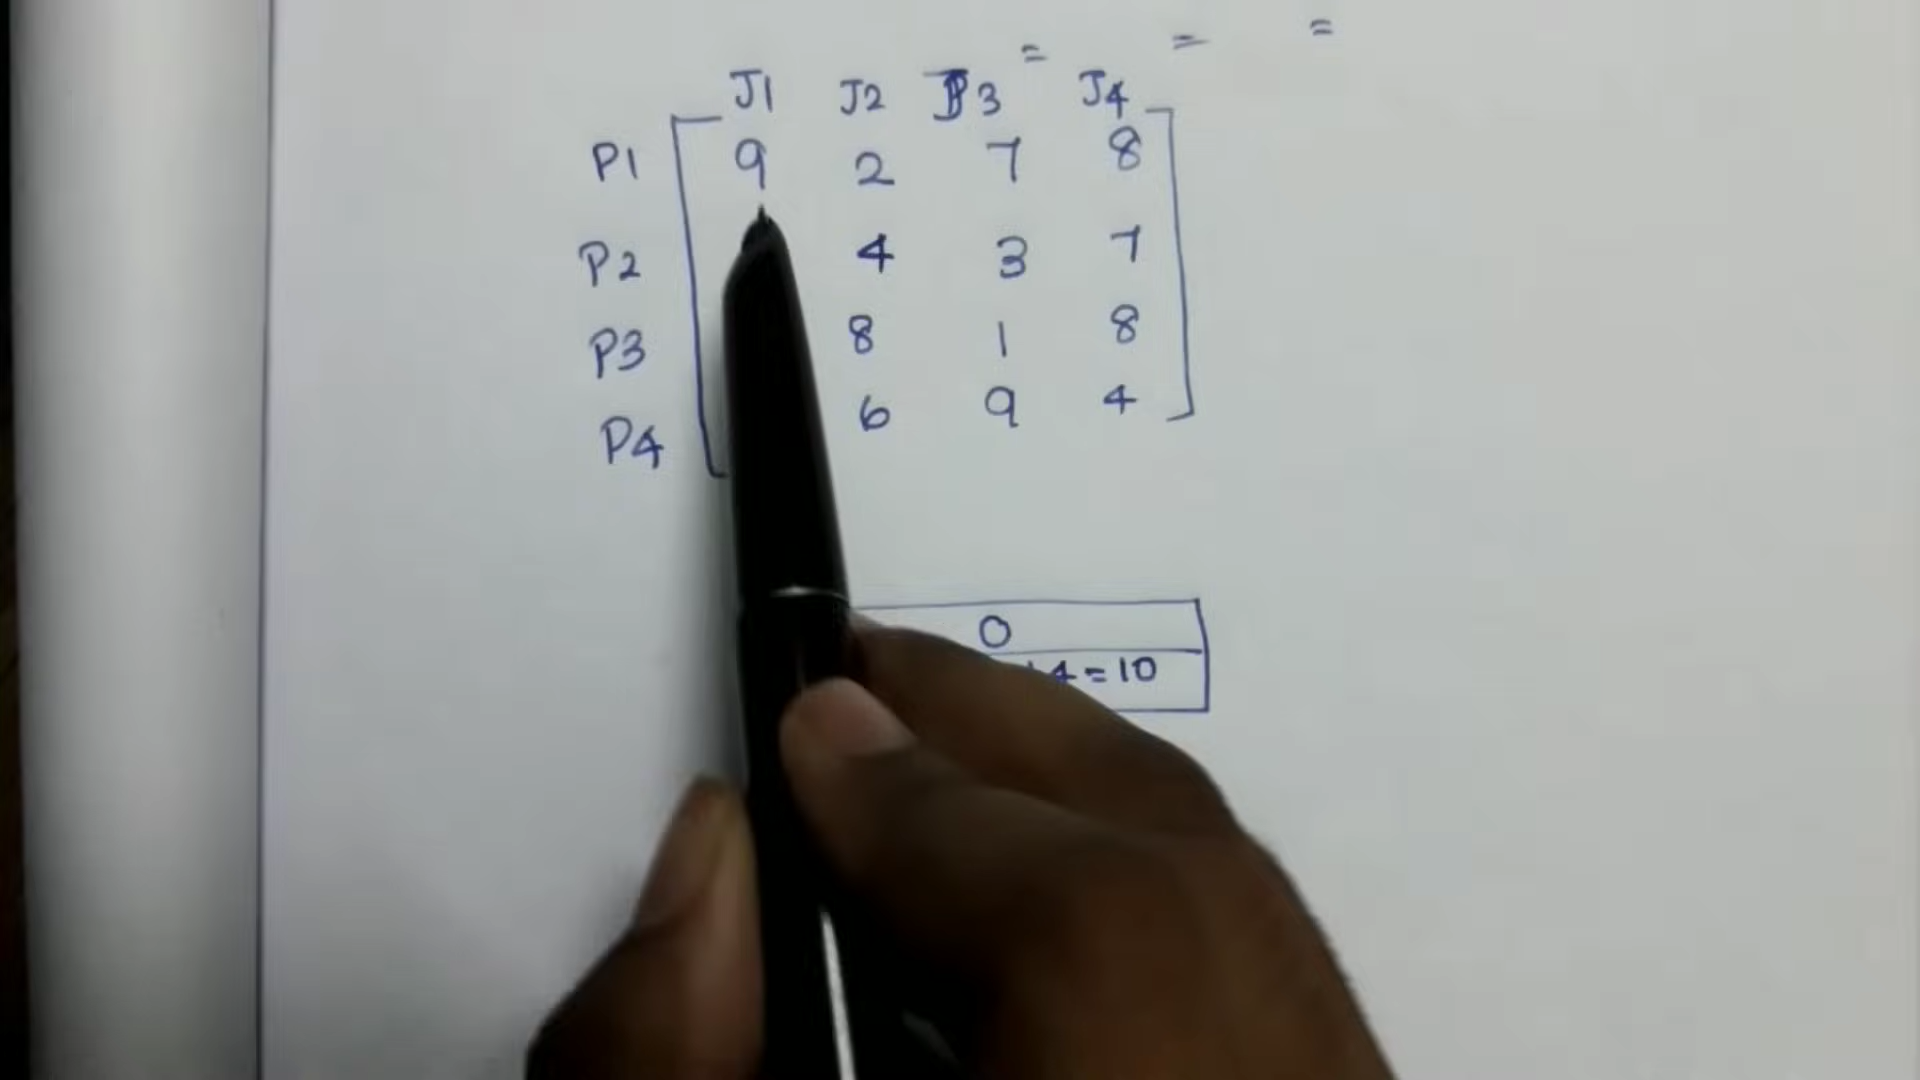 = = =
J1 J2 J3 J4
P1 9 2 7 8
P2 4 3 7
P3 8 1 8
P4 6 9 4
0
4=10